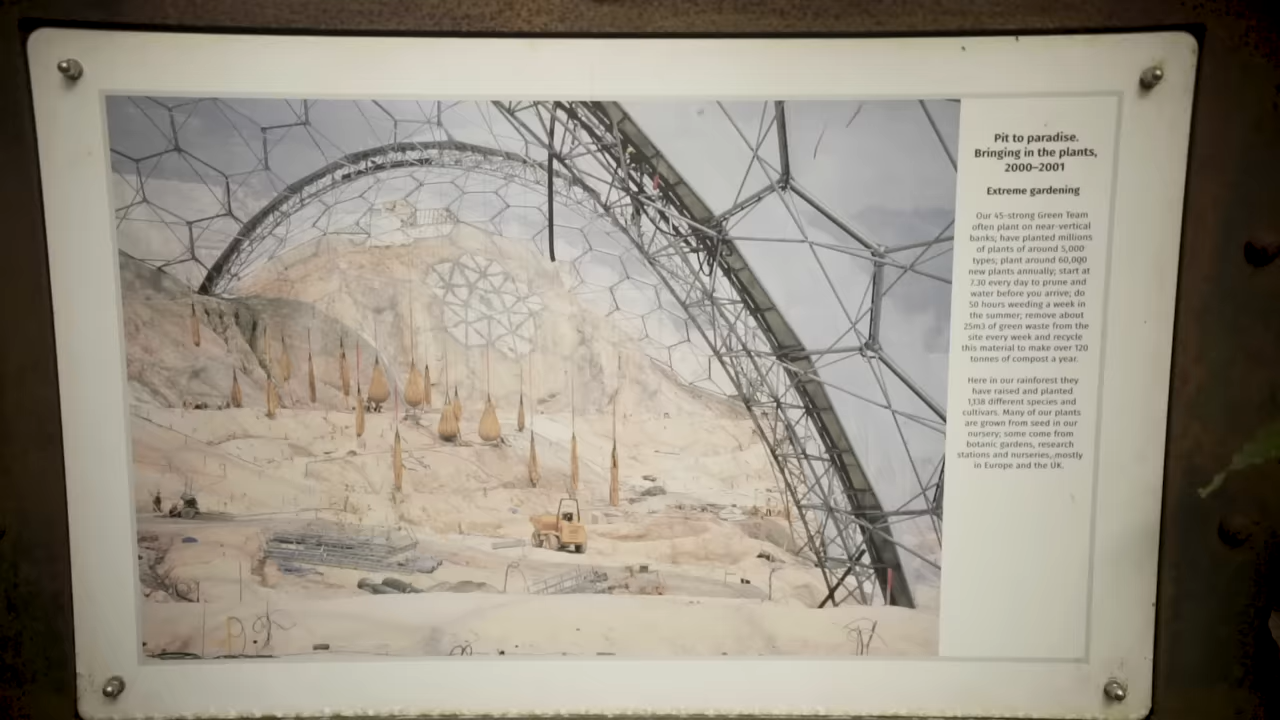 Pit to paradise.
Bringing in the plants,
2000–2001
Extreme gardening
Our 45-strong Green Team
often plant on near-vertical
banks; have planted millions
of plants of around 5,000
types; plant around 60,000
new plants annually; start at
7.30 every day to prune and
water before you arrive; do
50 hours weeding a week in
the summer; remove about
25m3 of green waste from the
site every week and recycle
this material to make over 120
tonnes of compost a year.
Here in our rainforest they
have raised and planted
1,138 different species and
cultivars. Many of our plants
are grown from seed in our
nursery; some come from
botanic gardens, research
stations and nurseries, mostly
in Europe and the UK.